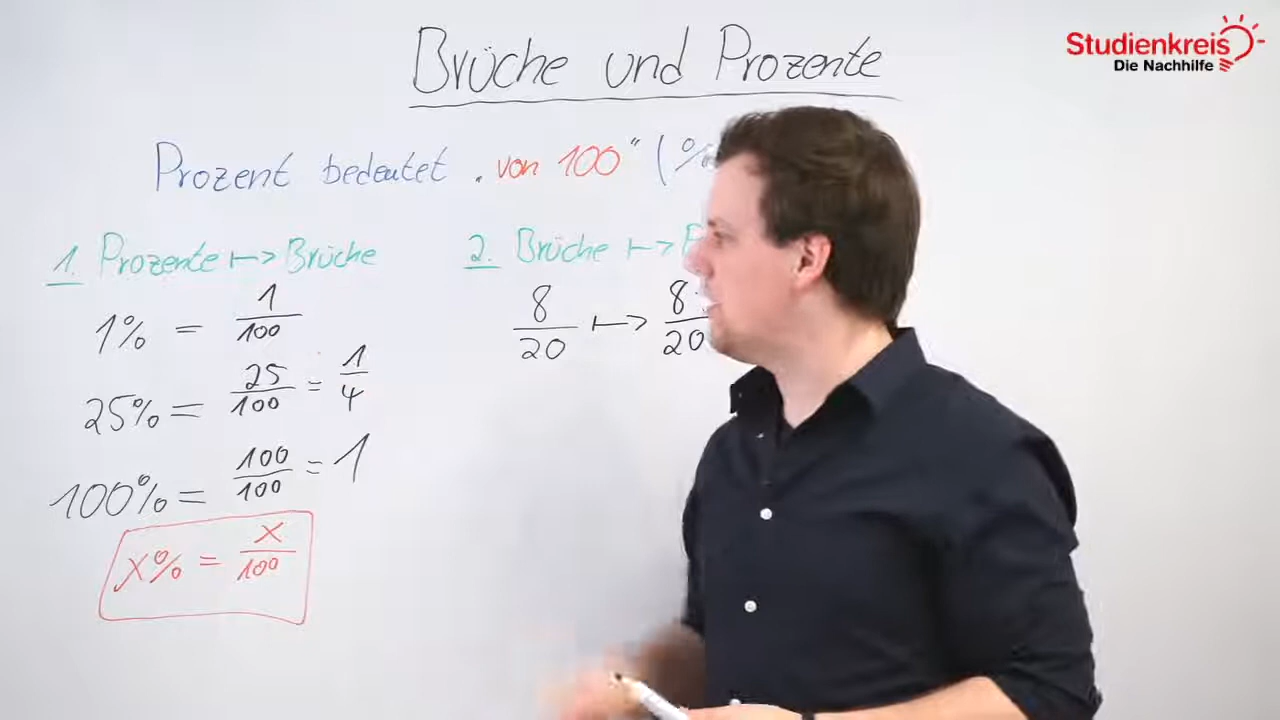 Studienkreis
Die Nachhilfe
Brüche und Prozente
Prozent bedeutet „von 100" (%
1. Prozente ↦ Brüche
1% = 1/100
25% = 25/100 = 1/4
100% = 100/100 = 1
x% = x/100
2. Brüche ↦
8/20 ↦ 8/20